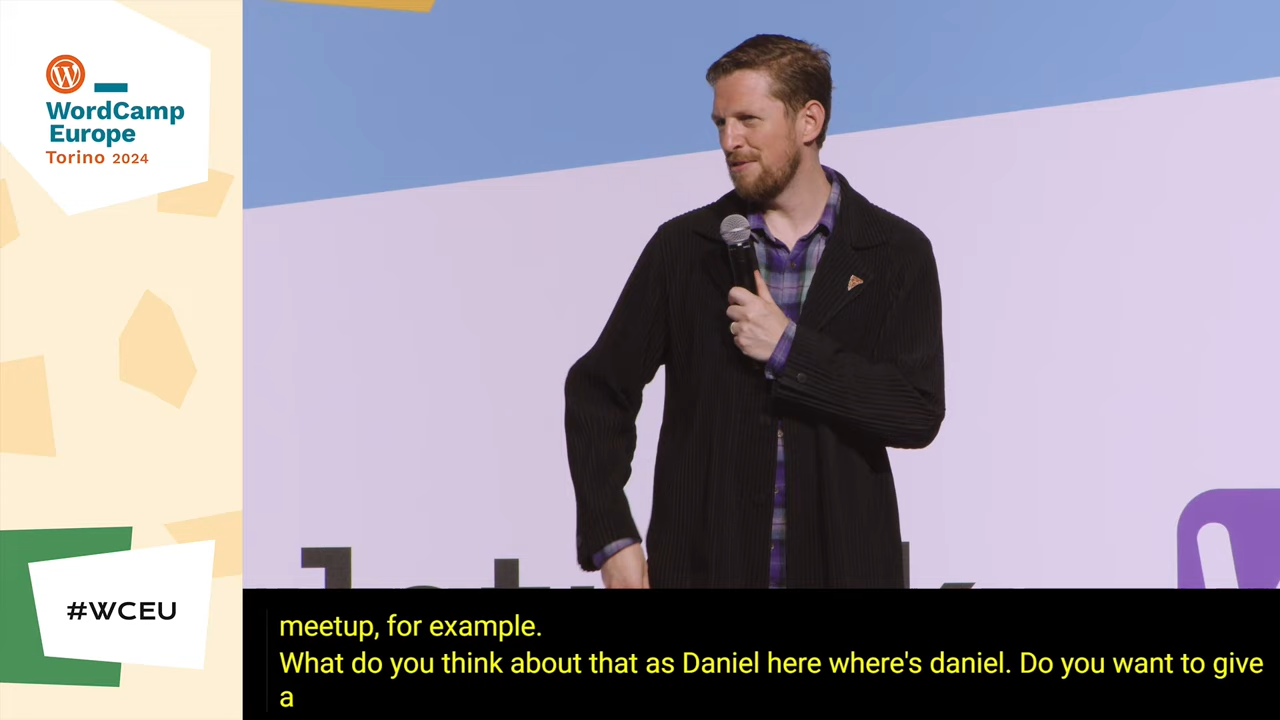 WordCamp
Europe
Torino 2024
#WCEU
meetup, for example.
What do you think about that as Daniel here where's daniel. Do you want to give
a